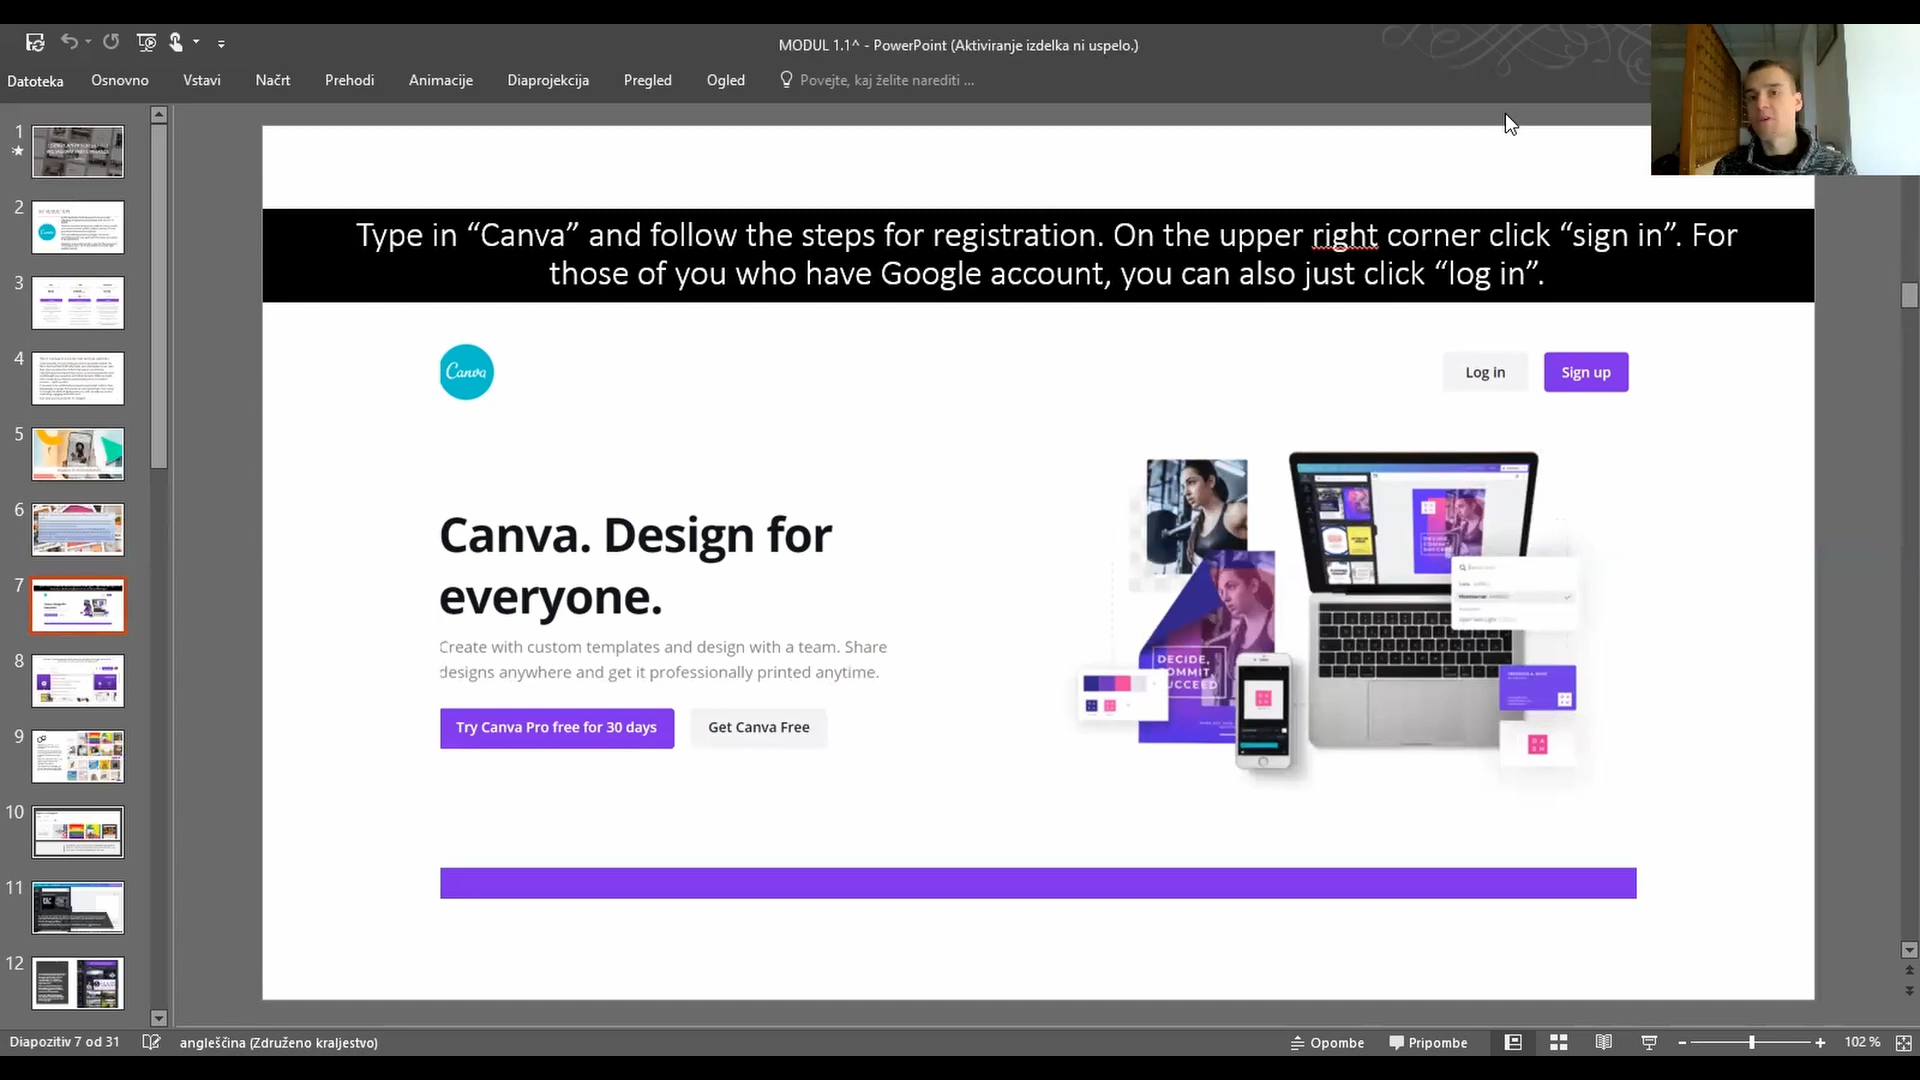 MODUL 1.1^ - PowerPoint (Aktiviranje izdelka ni uspelo.)
Datoteka Osnovno Vstavi Načrt Prehodi Animacije Diaprojekcija Pregled Ogled Povejte, kaj želite narediti ...
1
2
3
4
5
6
7
8
9
10
11
12
Type in “Canva” and follow the steps for registration. On the upper right corner click “sign in”. For
those of you who have Google account, you can also just click “log in”.
Canva
Log in Sign up
Canva. Design for
everyone.
Create with custom templates and design with a team. Share
designs anywhere and get it professionally printed anytime.
Try Canva Pro free for 30 days Get Canva Free
DECIDE,
COMMIT,
SUCCEED
Diapozitiv 7 od 31 angleščina (Združeno kraljestvo) Opombe Pripombe 102 %